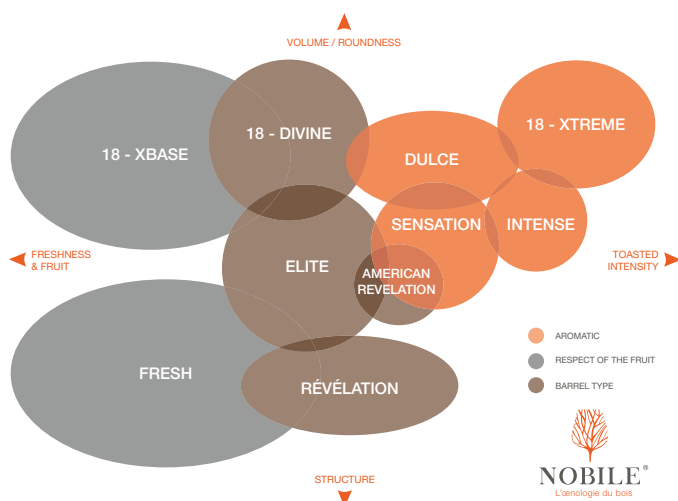 VOLUME / ROUNDNESS
18 - XBASE
18 - DIVINE
DULCE
18 - XTREME
SENSATION
INTENSE
FRESHNESS
& FRUIT
ELITE
AMERICAN
REVELATION
TOASTED
INTENSITY
FRESH
RÉVÉLATION
AROMATIC
RESPECT OF THE FRUIT
BARREL TYPE
STRUCTURE
NOBILE®
L'œnologie du bois